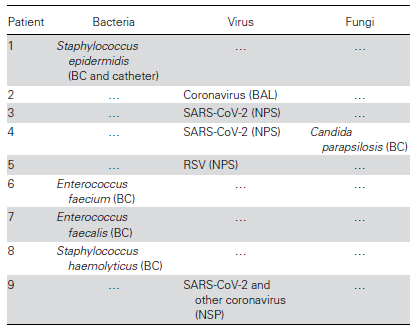 Patient Bacteria Virus Fungi
1 Staphylococcus … …
epidermidis
(BC and catheter)
2 … Coronavirus (BAL) …
3 … SARS-CoV-2 (NPS) …
4 … SARS-CoV-2 (NPS) Candida
parapsilosis (BC)
5 … RSV (NPS) …
6 Enterococcus … …
faecium (BC)
7 Enterococcus … …
faecalis (BC)
8 Staphylococcus … …
haemolyticus (BC)
9 … SARS-CoV-2 and …
other coronavirus
(NSP)